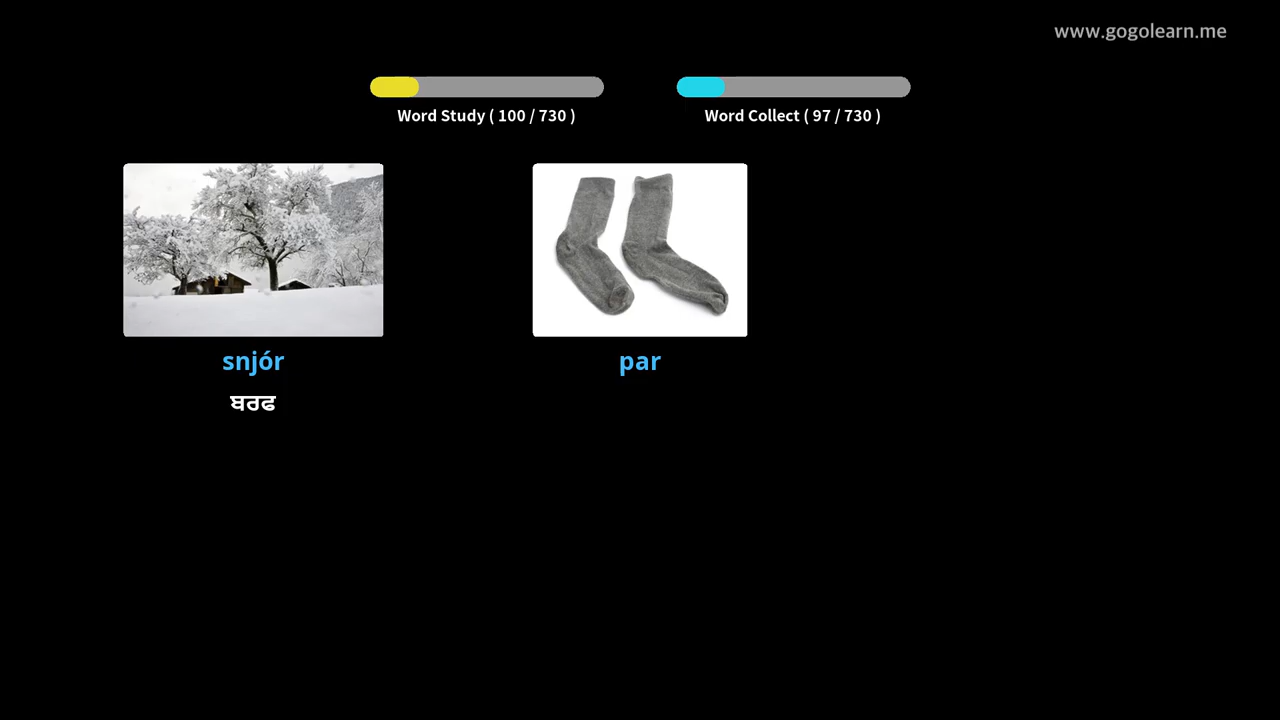 www.gogolearn.me
Word Study ( 100 / 730 )
Word Collect ( 97 / 730 )
snjór
par
ਬਰਫ